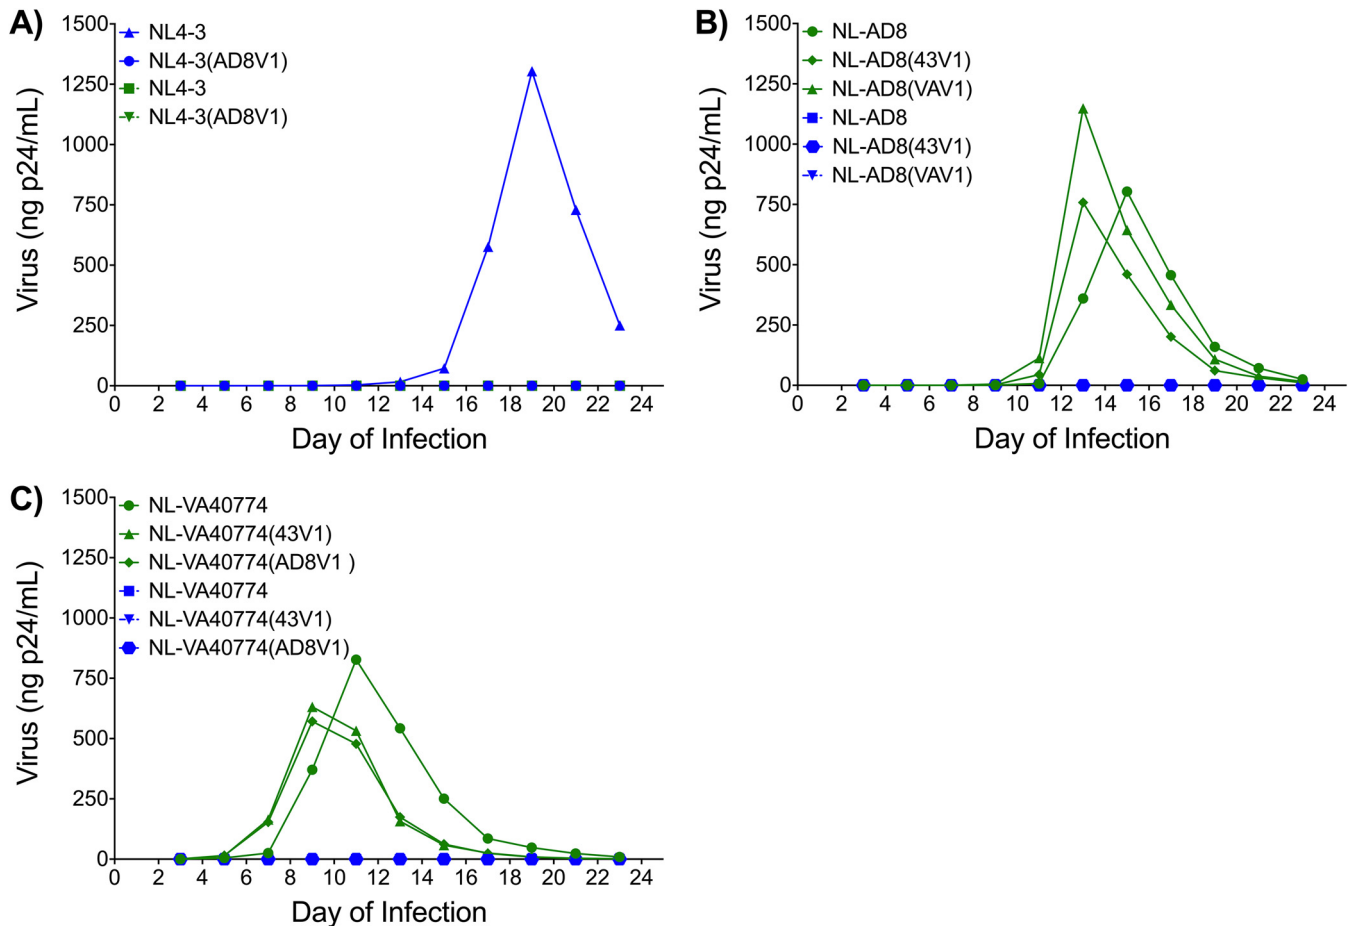 A)
Virus (ng p24/mL)
1500
1250
1000
750
500
250
0
NL4-3
NL4-3(AD8V1)
NL4-3
NL4-3(AD8V1)
0 2 4 6 8 10 12 14 16 18 20 22 24
Day of Infection
B)
Virus (ng p24/mL)
1500
1250
1000
750
500
250
0
NL-AD8
NL-AD8(43V1)
NL-AD8(VAV1)
NL-AD8
NL-AD8(43V1)
NL-AD8(VAV1)
0 2 4 6 8 10 12 14 16 18 20 22 24
Day of Infection
C)
Virus (ng p24/mL)
1500
1250
1000
750
500
250
0
NL-VA40774
NL-VA40774(43V1)
NL-VA40774(AD8V1 )
NL-VA40774
NL-VA40774(43V1)
NL-VA40774(AD8V1)
0 2 4 6 8 10 12 14 16 18 20 22 24
Day of Infection